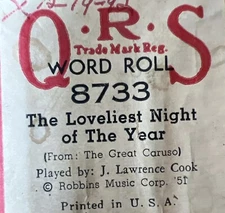 Q·R·S
Trade Mark Reg.
WORD ROLL
8733
The Loveliest Night
of The Year
(From: The Great Caruso)
Played by: J. Lawrence Cook
© Robbins Music Corp. '51
Printed in U. S. A.